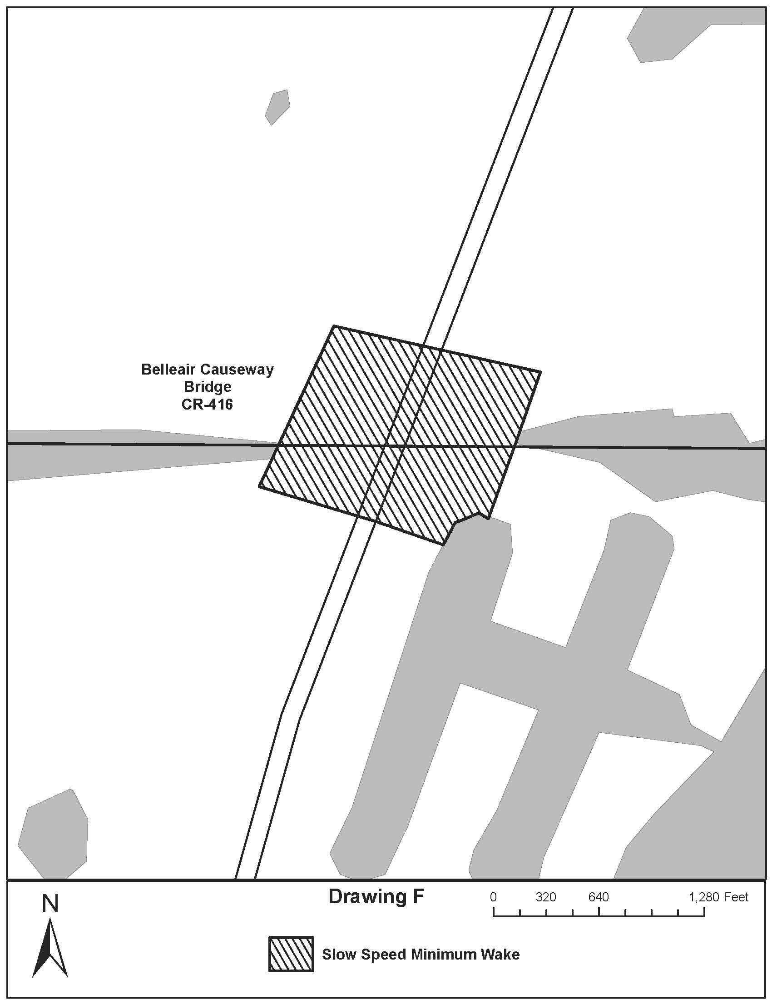 Belleair Causeway
Bridge
CR-416
N
Drawing F
0 320 640 1,280 Feet
Slow Speed Minimum Wake